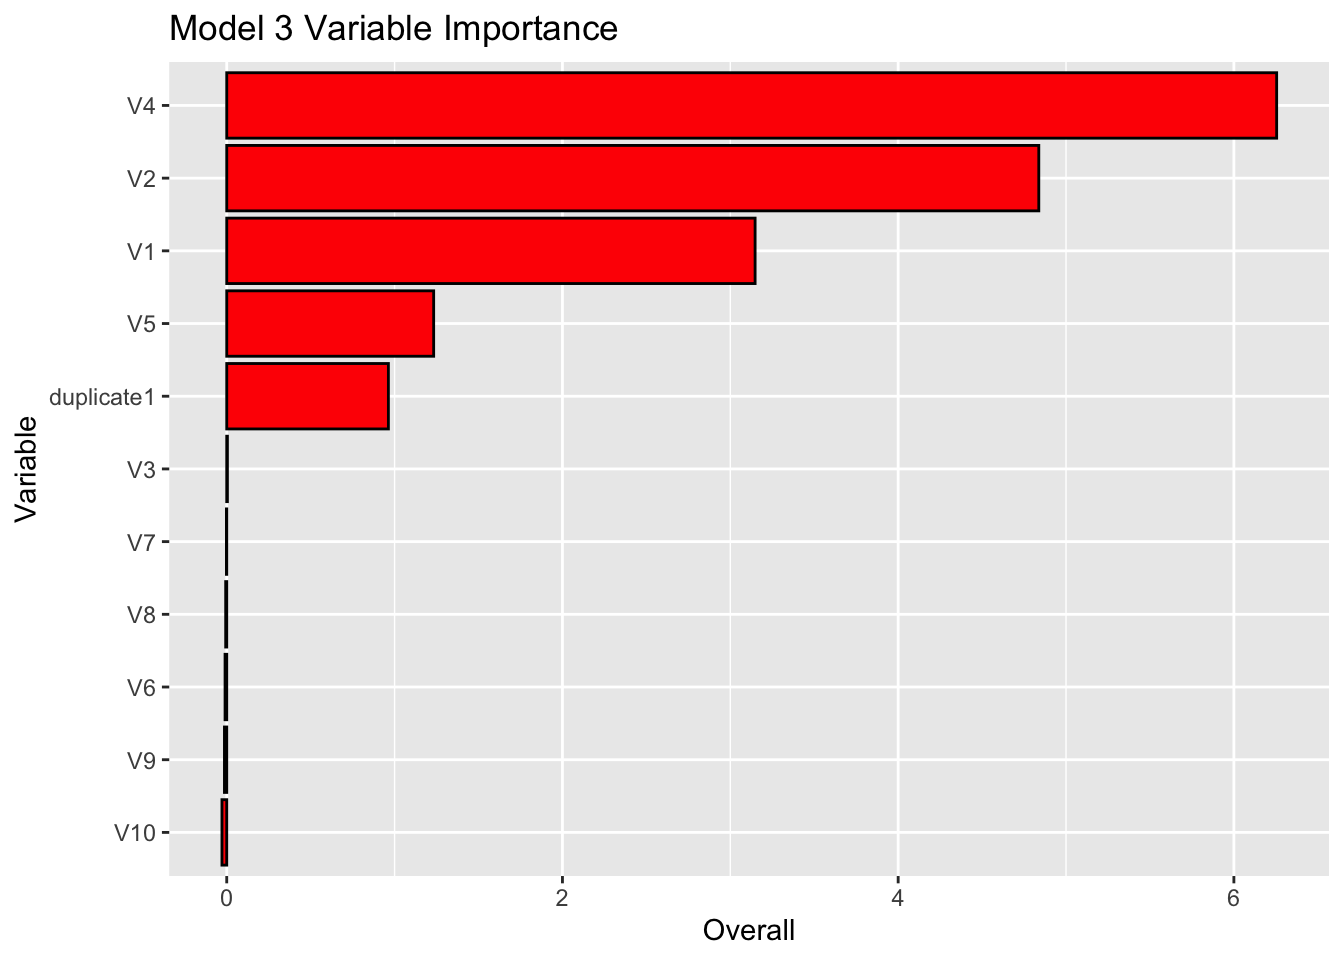 Model 3 Variable Importance
V4
V2
V1
V5
duplicate1
V3
V7
V8
V6
V9
V10
Variable
0 2 4 6
Overall